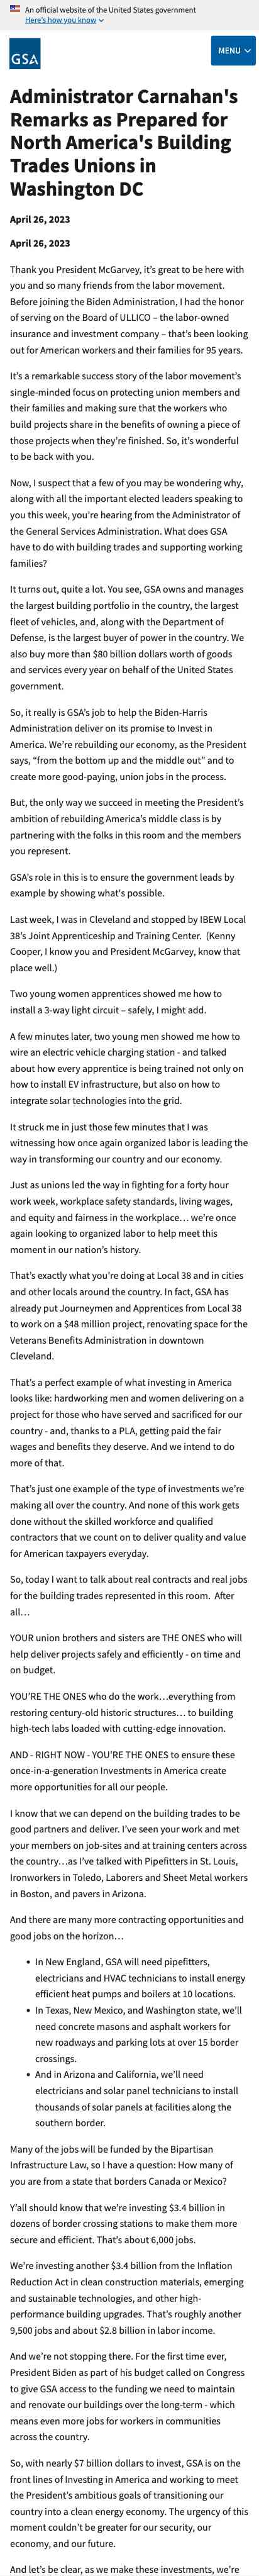 An official website of the United States government
Here's how you know
GSA
MENU
Administrator Carnahan's
Remarks as Prepared for
North America's Building
Trades Unions in
Washington DC
April 26, 2023
April 26, 2023
Thank you President McGarvey, it's great to be here with
you and so many friends from the labor movement.
Before joining the Biden Administration, I had the honor
of serving on the Board of ULLICO – the labor-owned
insurance and investment company – that's been looking
out for American workers and their families for 95 years.
It's a remarkable success story of the labor movement's
single-minded focus on protecting union members and
their families and making sure that the workers who
build projects share in the benefits of owning a piece of
those projects when they're finished. So, it's wonderful
to be back with you.
Now, I suspect that a few of you may be wondering why,
along with all the important elected leaders speaking to
you this week, you're hearing from the Administrator of
the General Services Administration. What does GSA
have to do with building trades and supporting working
families?
It turns out, quite a lot. You see, GSA owns and manages
the largest building portfolio in the country, the largest
fleet of vehicles, and, along with the Department of
Defense, is the largest buyer of power in the country. We
also buy more than $80 billion dollars worth of goods
and services every year on behalf of the United States
government.
So, it really is GSA's job to help the Biden-Harris
Administration deliver on its promise to Invest in
America. We're rebuilding our economy, as the President
says, “from the bottom up and the middle out” and to
create more good-paying, union jobs in the process.
But, the only way we succeed in meeting the President's
ambition of rebuilding America's middle class is by
partnering with the folks in this room and the members
you represent.
GSA's role in this is to ensure the government leads by
example by showing what's possible.
Last week, I was in Cleveland and stopped by IBEW Local
38's Joint Apprenticeship and Training Center.  (Kenny
Cooper, I know you and President McGarvey, know that
place well.)
Two young women apprentices showed me how to
install a 3-way light circuit – safely, I might add.
A few minutes later, two young men showed me how to
wire an electric vehicle charging station - and talked
about how every apprentice is being trained not only on
how to install EV infrastructure, but also on how to
integrate solar technologies into the grid.
It struck me in just those few minutes that I was
witnessing how once again organized labor is leading the
way in transforming our country and our economy.
Just as unions led the way in fighting for a forty hour
work week, workplace safety standards, living wages,
and equity and fairness in the workplace… we're once
again looking to organized labor to help meet this
moment in our nation's history.
That's exactly what you're doing at Local 38 and in cities
and other locals around the country. In fact, GSA has
already put Journeymen and Apprentices from Local 38
to work on a $48 million project, renovating space for the
Veterans Benefits Administration in downtown
Cleveland.
That's a perfect example of what investing in America
looks like: hardworking men and women delivering on a
project for those who have served and sacrificed for our
country - and, thanks to a PLA, getting paid the fair
wages and benefits they deserve. And we intend to do
more of that.
That's just one example of the type of investments we're
making all over the country. And none of this work gets
done without the skilled workforce and qualified
contractors that we count on to deliver quality and value
for American taxpayers everyday.
So, today I want to talk about real contracts and real jobs
for the building trades represented in this room.  After
all…
YOUR union brothers and sisters are THE ONES who will
help deliver projects safely and efficiently - on time and
on budget.
YOU'RE THE ONES who do the work…everything from
restoring century-old historic structures… to building
high-tech labs loaded with cutting-edge innovation.
AND - RIGHT NOW - YOU'RE THE ONES to ensure these
once-in-a-generation Investments in America create
more opportunities for all our people.
I know that we can depend on the building trades to be
good partners and deliver. I've seen your work and met
your members on job-sites and at training centers across
the country…as I've talked with Pipefitters in St. Louis,
Ironworkers in Toledo, Laborers and Sheet Metal workers
in Boston, and pavers in Arizona.
And there are many more contracting opportunities and
good jobs on the horizon…
• In New England, GSA will need pipefitters,
electricians and HVAC technicians to install energy
efficient heat pumps and boilers at 10 locations.
• In Texas, New Mexico, and Washington state, we'll
need concrete masons and asphalt workers for
new roadways and parking lots at over 15 border
crossings.
• And in Arizona and California, we'll need
electricians and solar panel technicians to install
thousands of solar panels at facilities along the
southern border.
Many of the jobs will be funded by the Bipartisan
Infrastructure Law, so I have a question: How many of
you are from a state that borders Canada or Mexico?
Y'all should know that we're investing $3.4 billion in
dozens of border crossing stations to make them more
secure and efficient. That's about 6,000 jobs.
We're investing another $3.4 billion from the Inflation
Reduction Act in clean construction materials, emerging
and sustainable technologies, and other high-
performance building upgrades. That's roughly another
9,500 jobs and about $2.8 billion in labor income.
And we're not stopping there. For the first time ever,
President Biden as part of his budget called on Congress
to give GSA access to the funding we need to maintain
and renovate our buildings over the long-term - which
means even more jobs for workers in communities
across the country.
So, with nearly $7 billion dollars to invest, GSA is on the
front lines of Investing in America and working to meet
the President's ambitious goals of transitioning our
country into a clean energy economy. The urgency of this
moment couldn't be greater for our security, our
economy, and our future.
And let's be clear, as we make these investments, we're